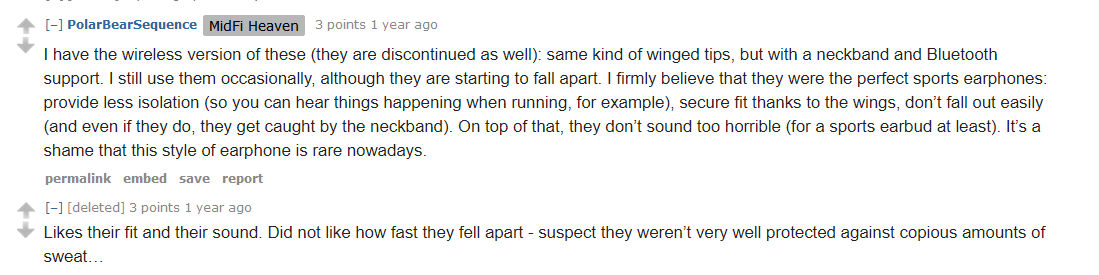 [–] PolarBearSequence MidFi Heaven 3 points 1 year ago
I have the wireless version of these (they are discontinued as well): same kind of winged tips, but with a neckband and Bluetooth
support. I still use them occasionally, although they are starting to fall apart. I firmly believe that they were the perfect sports earphones:
provide less isolation (so you can hear things happening when running, for example), secure fit thanks to the wings, don’t fall out easily
(and even if they do, they get caught by the neckband). On top of that, they don’t sound too horrible (for a sports earbud at least). It’s a
shame that this style of earphone is rare nowadays.
permalink embed save report
[–] [deleted] 3 points 1 year ago
Likes their fit and their sound. Did not like how fast they fell apart - suspect they weren’t very well protected against copious amounts of
sweat…